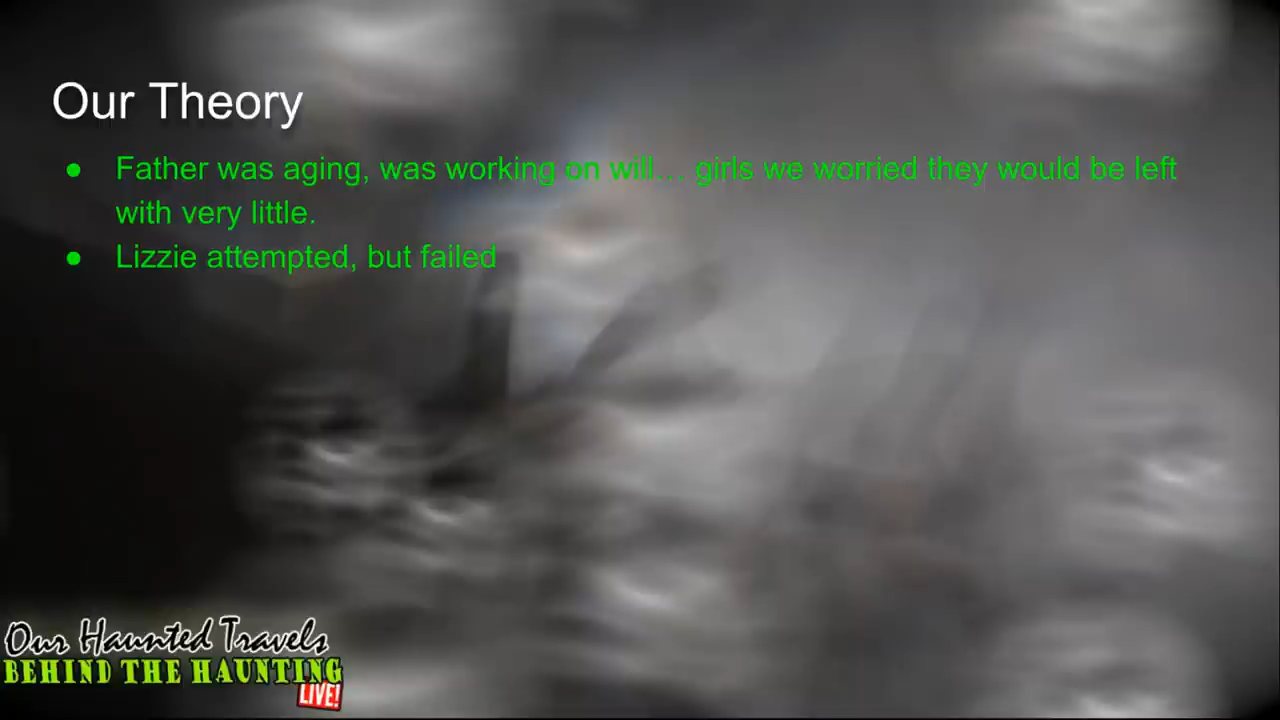 Our Theory
● Father was aging, was working on will... girls we worried they would be left
with very little.
● Lizzie attempted, but failed
Our Haunted Travels
BEHIND THE HAUNTING
LIVE!